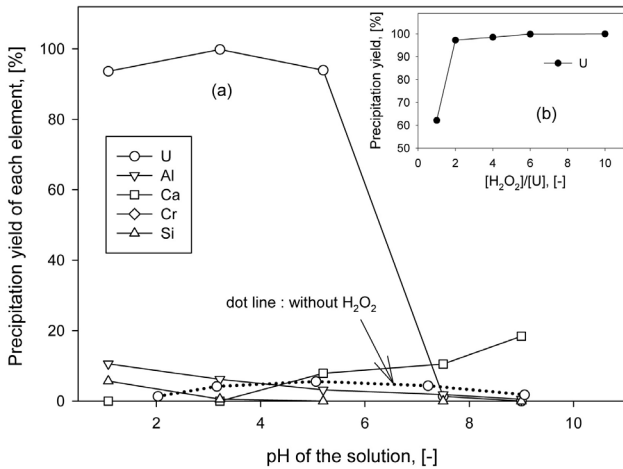 Precipitation yield of each element, [%]
100
80
60
40
20
0
(a)
U
Al
Ca
Cr
Si
dot line : without H₂O₂
2
4
6
8
10
pH of the solution, [-]
Precipitation yield, [%]
100
90
80
70
60
50
U
(b)
0
2
4
6
8
10
[H₂O₂]/[U], [-]